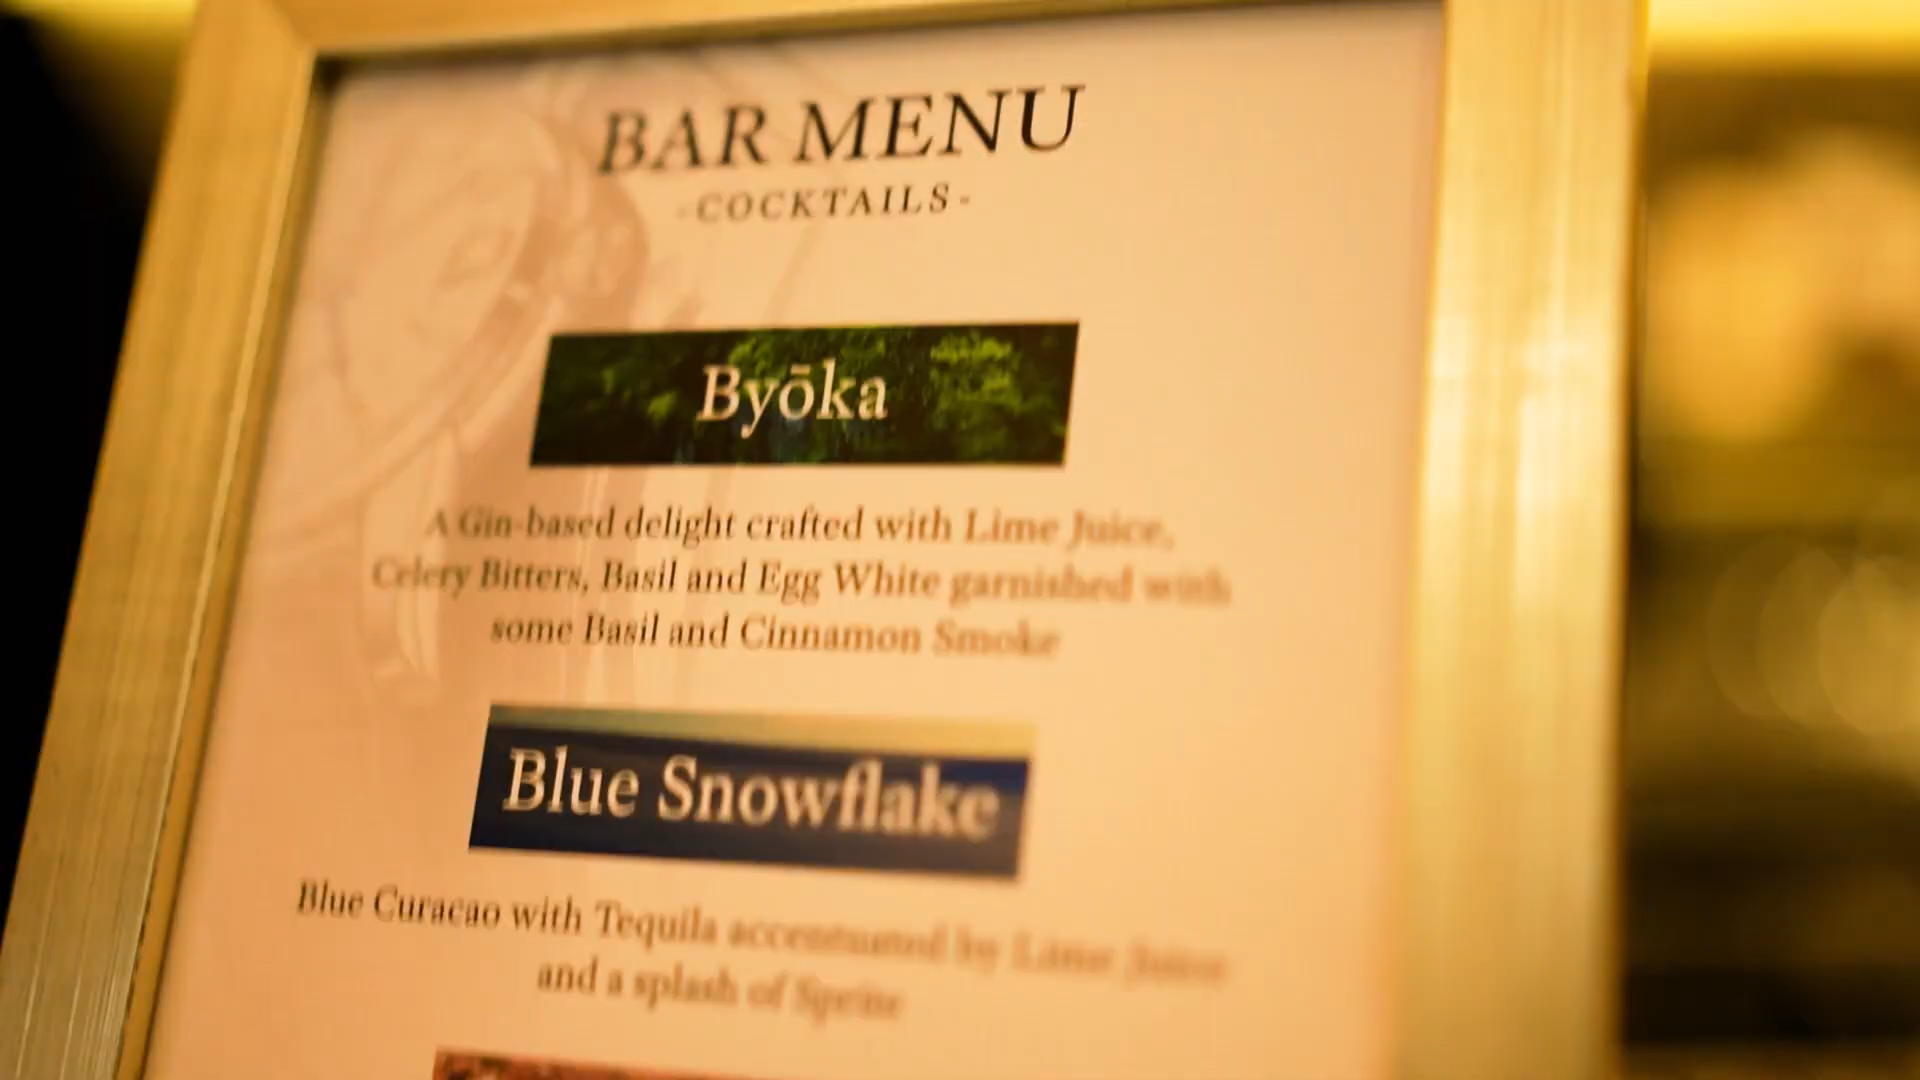 BAR MENU
-COCKTAILS-
Byōka
A Gin-based delight crafted with Lime Juice,
Celery Bitters, Basil and Egg White garnished with
some Basil and Cinnamon Smoke
Blue Snowflake
Blue Curacao with Tequila accentuated by Lime Juice
and a splash of Sprite